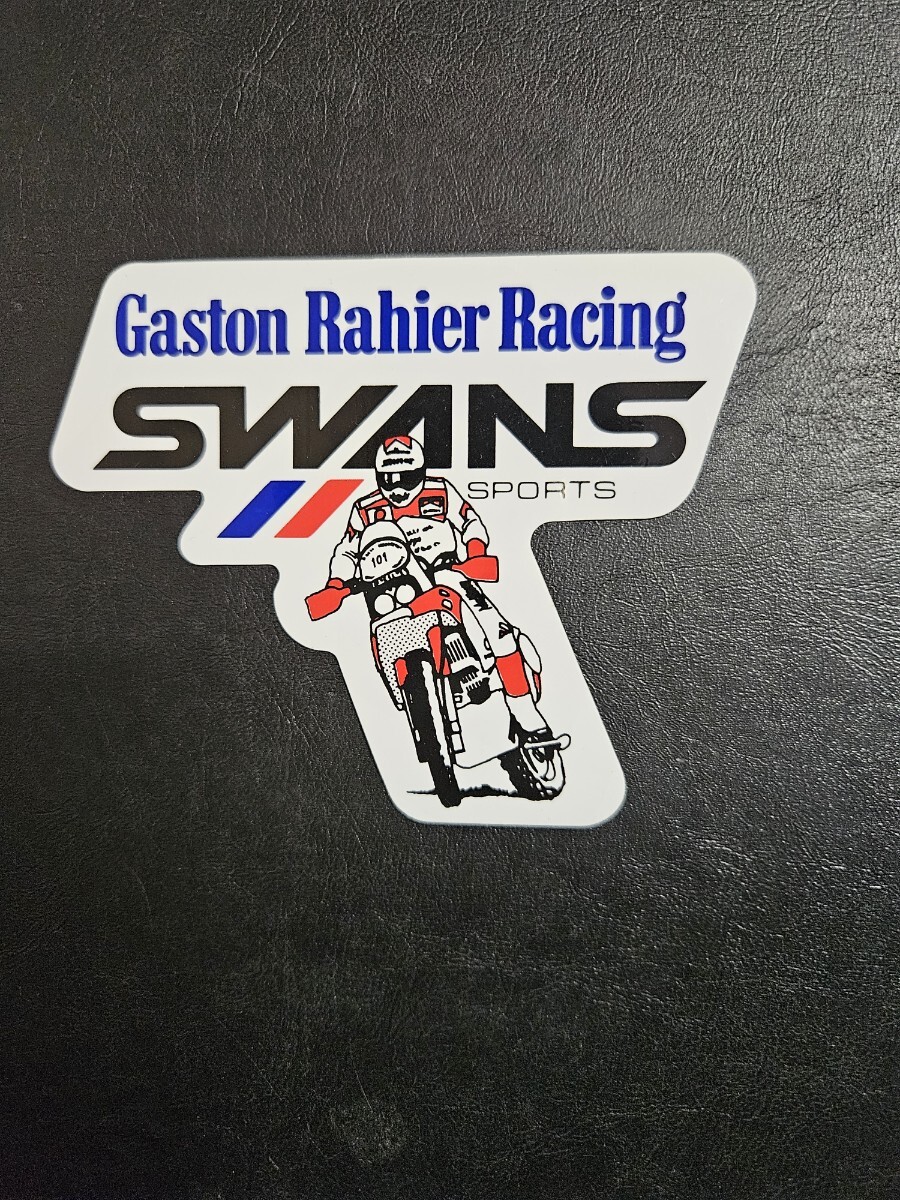 Gaston Rahier Racing
SWANS
SPORTS
101